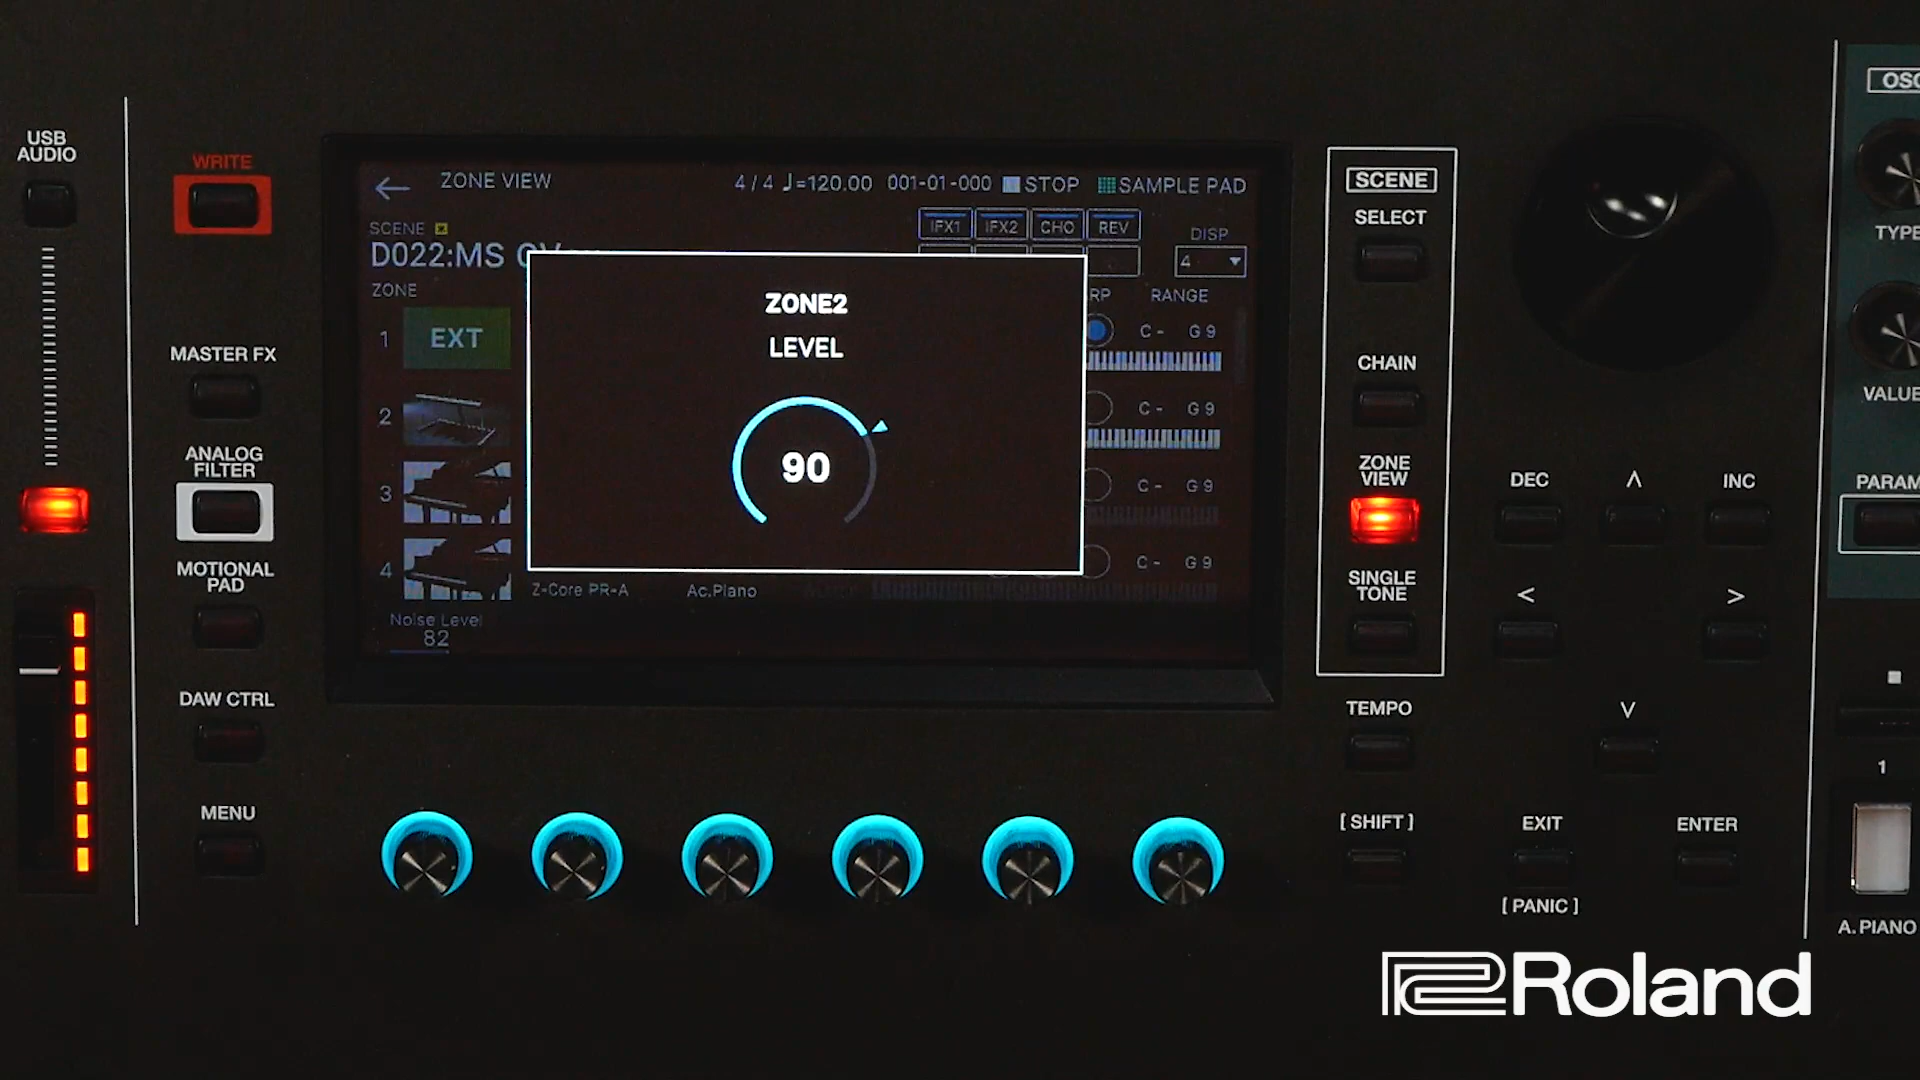 USB
AUDIO
WRITE
MASTER FX
ANALOG
FILTER
MOTIONAL
PAD
DAW CTRL
MENU
ZONE VIEW
4 / 4 ♩=120.00 001-01-000 STOP SAMPLE PAD
SCENE
D022:MS
IFX1 IFX2 CHO REV
DISP
4
ZONE
RP RANGE
1 EXT C - G 9
2 C - G 9
3 C - G 9
4 C - G 9
ZONE2
LEVEL
90
Z-Core PR-A Ac.Piano
Noise Level
82
SCENE
SELECT
CHAIN
ZONE
VIEW
SINGLE
TONE
TEMPO
[ SHIFT ]
DEC ∧ INC
< >
∨
EXIT ENTER
[ PANIC ]
OSC
TYPE
VALUE
PARAM
1
A. PIANO
Roland